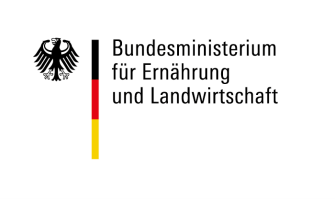 Bundesministerium
für Ernährung
und Landwirtschaft